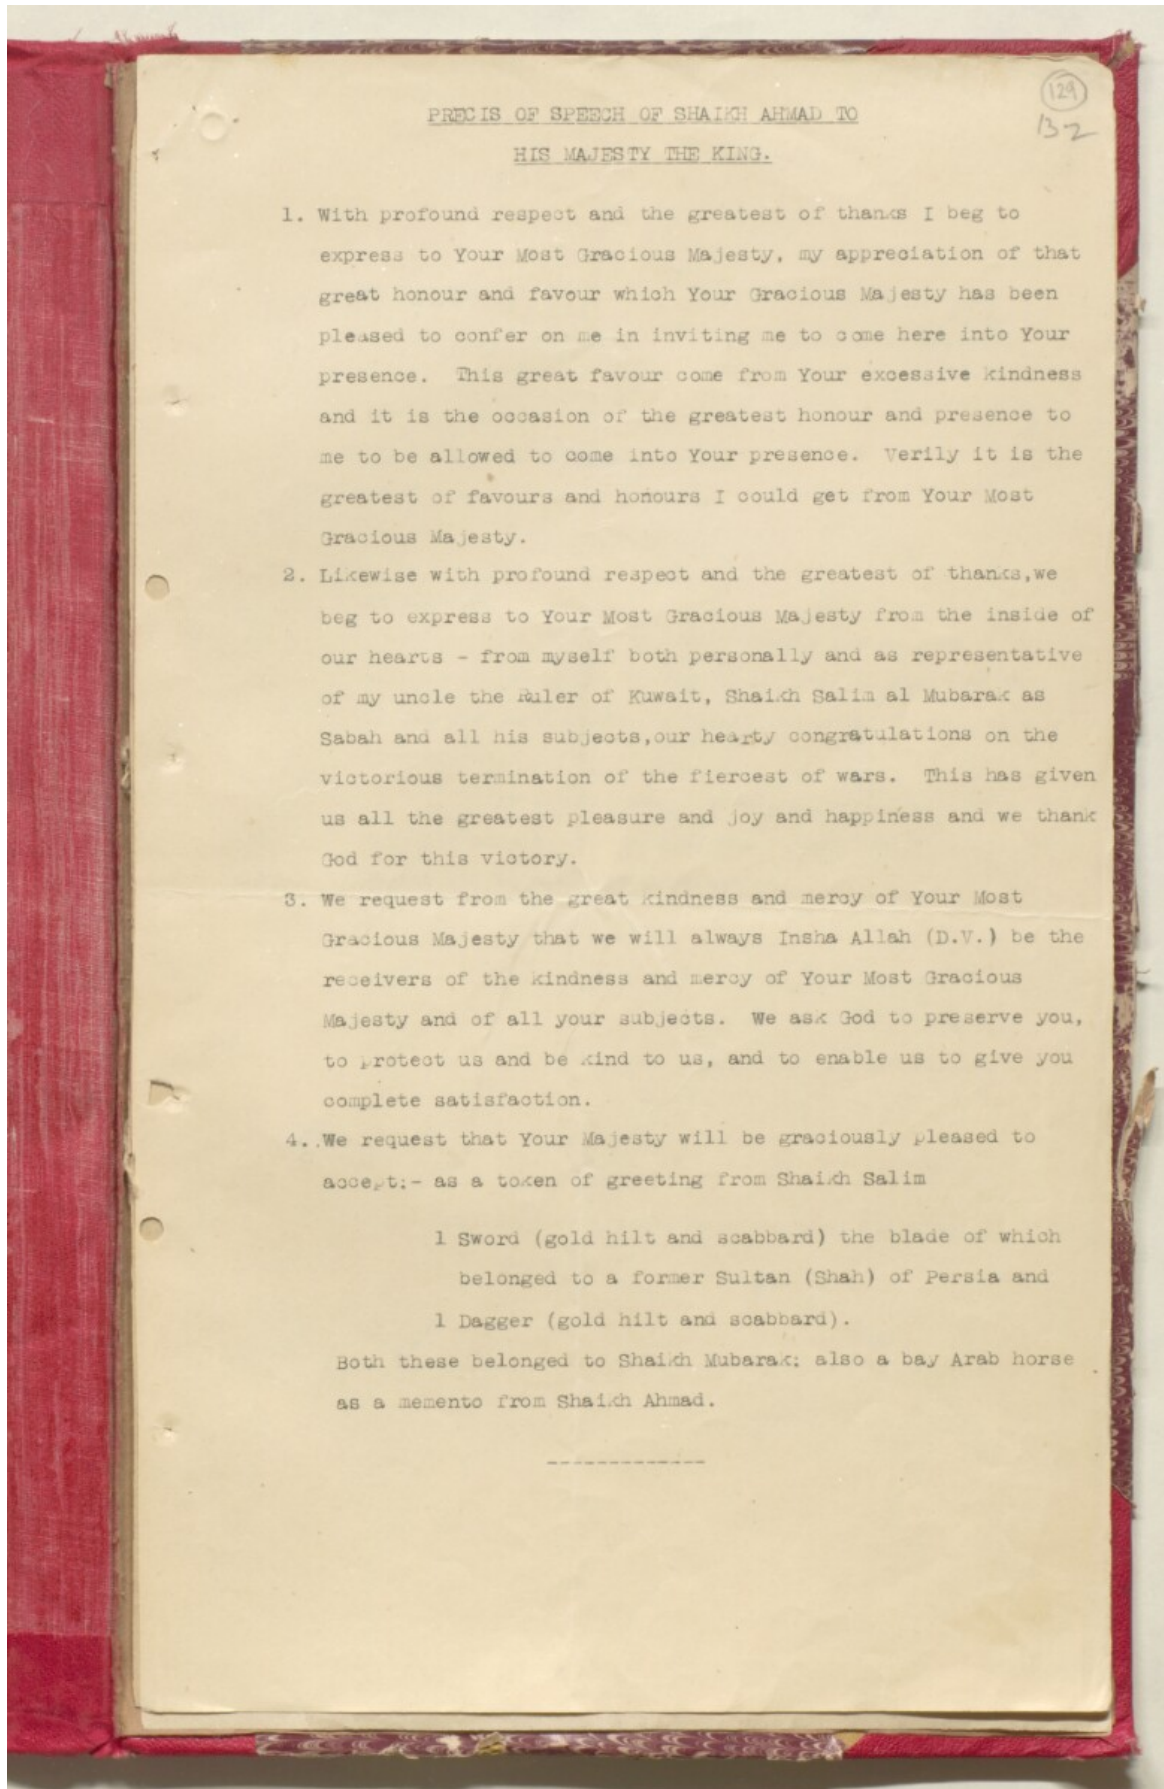 129
132
PRECIS OF SPEECH OF SHAIKH AHMAD TO
HIS MAJESTY THE KING.
1. With profound respect and the greatest of thanks I beg to
express to Your Most Gracious Majesty, my appreciation of that
great honour and favour which Your Gracious Majesty has been
pleased to confer on me in inviting me to come here into Your
presence. This great favour come from Your excessive kindness
and it is the occasion of the greatest honour and presence to
me to be allowed to come into Your presence. Verily it is the
greatest of favours and honours I could get from Your Most
Gracious Majesty.
2. Likewise with profound respect and the greatest of thanks,we
beg to express to Your Most Gracious Majesty from the inside of
our hearts - from myself both personally and as representative
of my uncle the Ruler of Kuwait, Shaikh Salim al Mubarak as
Sabah and all his subjects,our hearty congratulations on the
victorious termination of the fiercest of wars. This has given
us all the greatest pleasure and joy and happiness and we thank
God for this victory.
3. We request from the great kindness and mercy of Your Most
Gracious Majesty that we will always Insha Allah (D.V.) be the
receivers of the kindness and mercy of Your Most Gracious
Majesty and of all your subjects. We ask God to preserve you,
to protect us and be kind to us, and to enable us to give you
complete satisfaction.
4. We request that Your Majesty will be graciously pleased to
accept:- as a token of greeting from Shaikh Salim
1 Sword (gold hilt and scabbard) the blade of which
belonged to a former Sultan (Shah) of Persia and
1 Dagger (gold hilt and scabbard).
Both these belonged to Shaikh Mubarak: also a bay Arab horse
as a memento from Shaikh Ahmad.
-------------